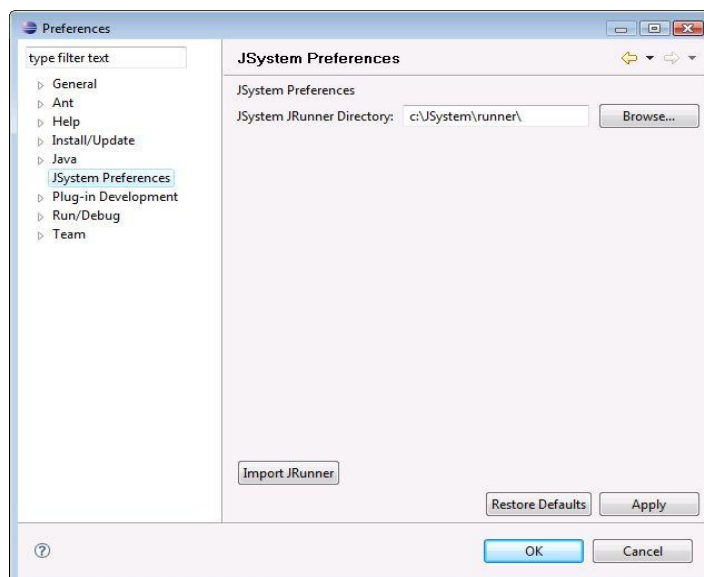 Preferences
type filter text
General
Ant
Help
Install/Update
Java
JSystem Preferences
Plug-in Development
Run/Debug
Team
JSystem Preferences
JSystem Preferences
JSystem JRunner Directory: c:\JSystem\runner\ Browse...
Import JRunner
Restore Defaults Apply
OK Cancel